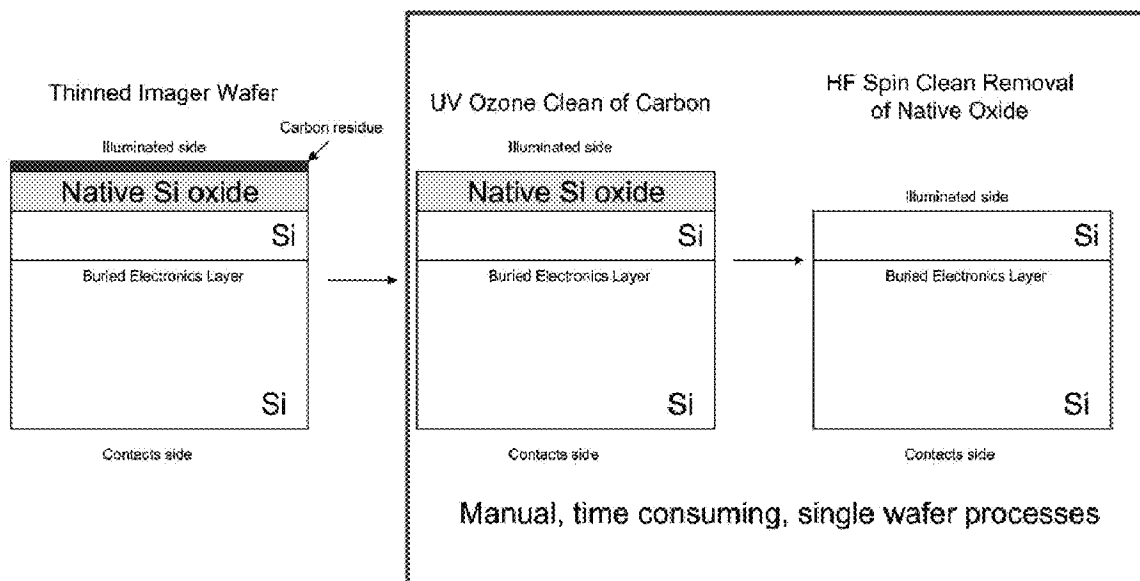 Thinned Imager Wafer
Carbon residue
Illuminated side
Native Si oxide
Si
Buried Electronics Layer
Si
Contacts side
UV Ozone Clean of Carbon
Illuminated side
Native Si oxide
Si
Buried Electronics Layer
Si
Contacts side
HF Spin Clean Removal
of Native Oxide
Illuminated side
Si
Buried Electronics Layer
Si
Contacts side
Manual, time consuming, single wafer processes